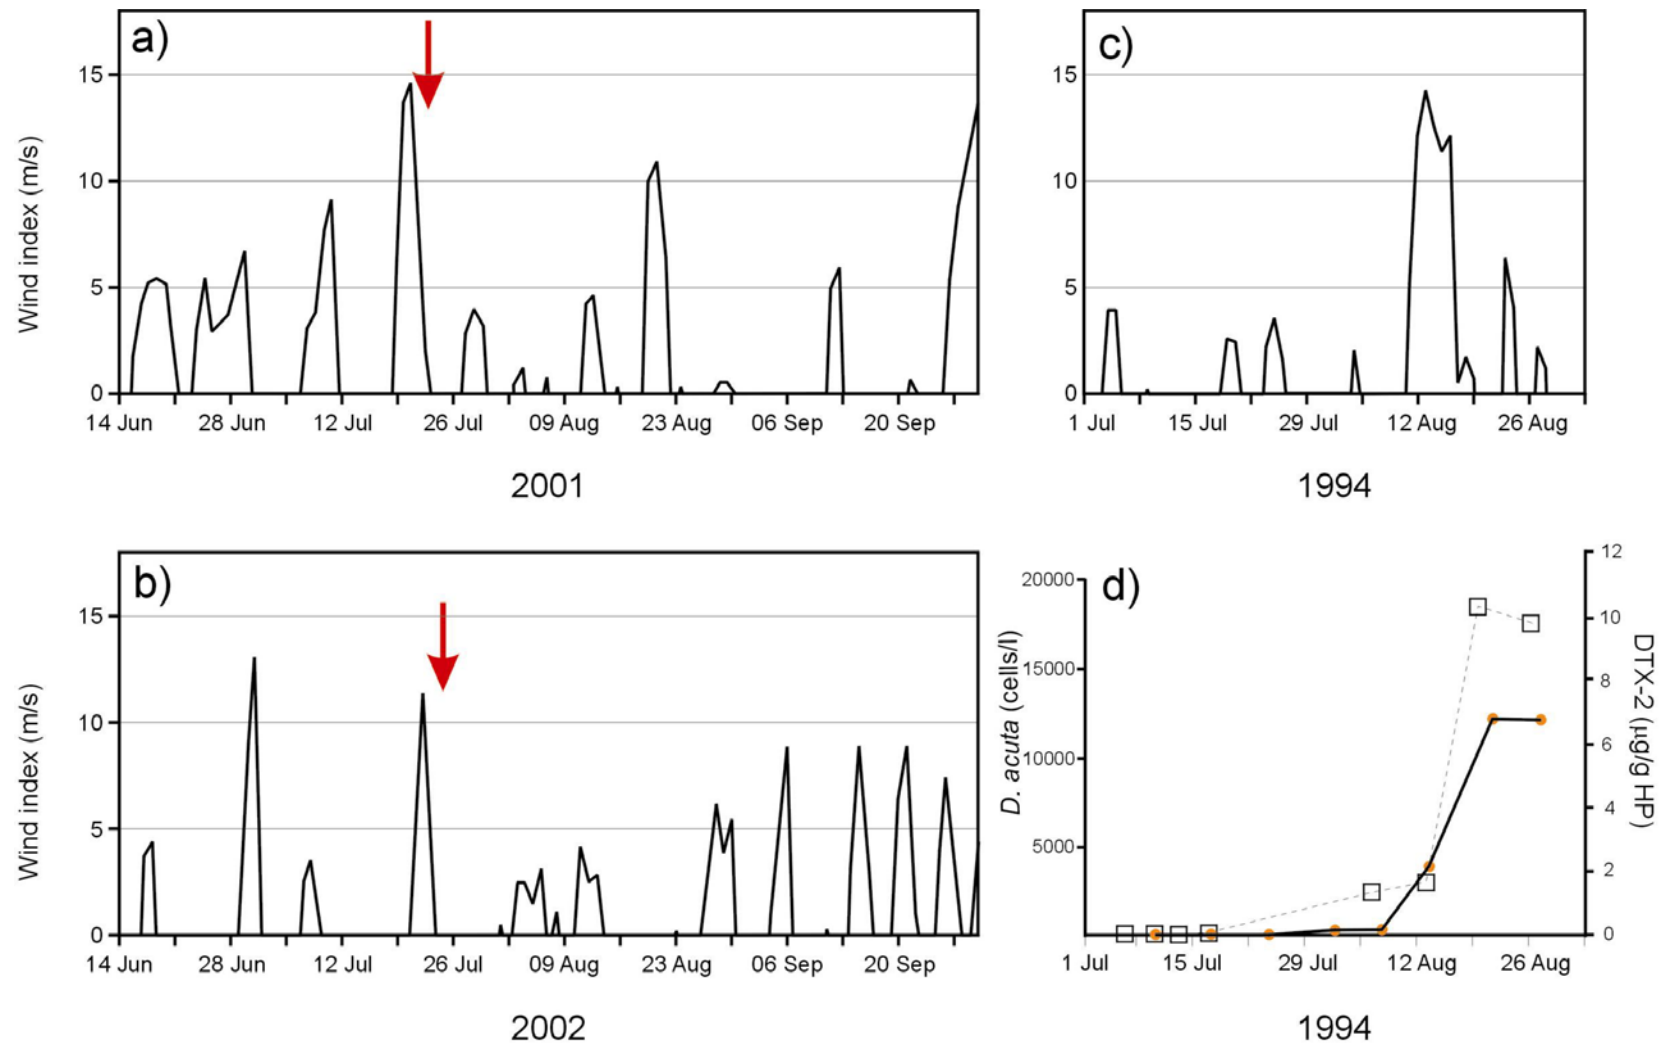 a)
Wind index (m/s)
15
10
5
0
14 Jun 28 Jun 12 Jul 26 Jul 09 Aug 23 Aug 06 Sep 20 Sep
2001
c)
15
10
5
0
1 Jul 15 Jul 29 Jul 12 Aug 26 Aug
1994
b)
Wind index (m/s)
15
10
5
0
14 Jun 28 Jun 12 Jul 26 Jul 09 Aug 23 Aug 06 Sep 20 Sep
2002
d)
D. acuta (cells/l)
20000
15000
10000
5000
12
10
8
6
4
2
0
DTX-2 (μg/g HP)
1 Jul 15 Jul 29 Jul 12 Aug 26 Aug
1994